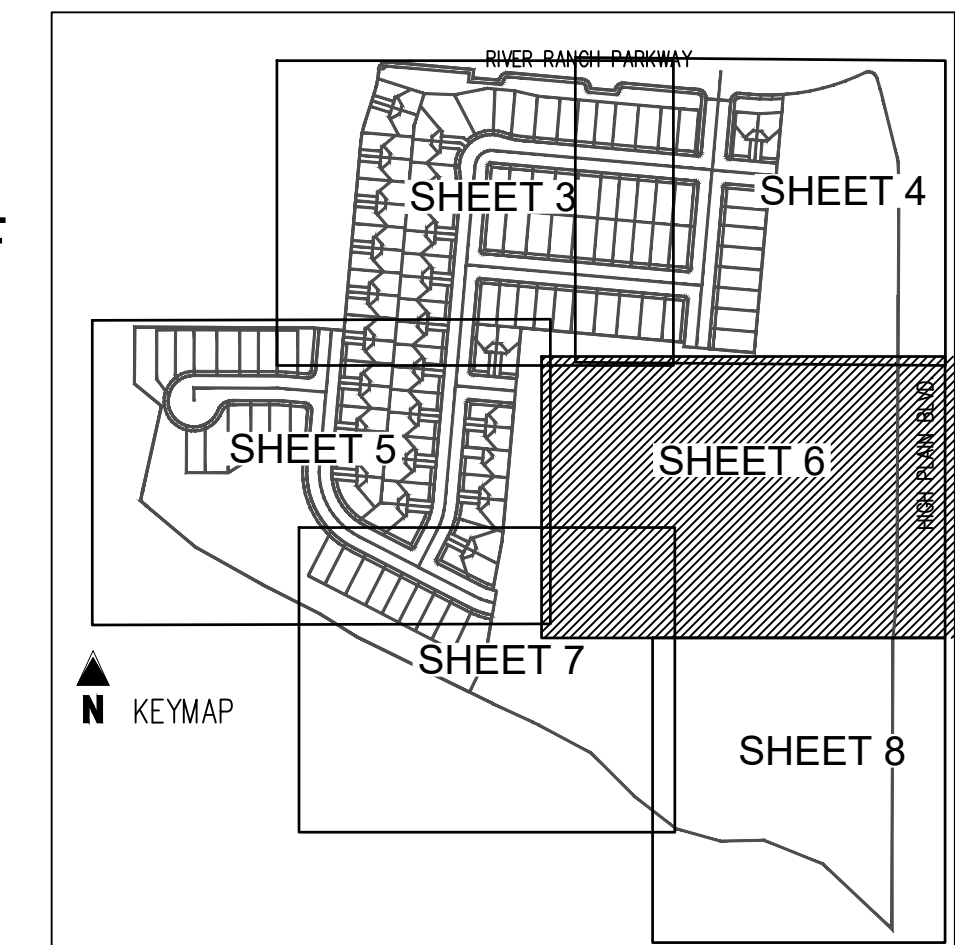 RIVER RANCH PARKWAY
SHEET 3
SHEET 4
SHEET 5
SHEET 6
HIGH PLAIN BLVD
SHEET 7
N KEYMAP
SHEET 8